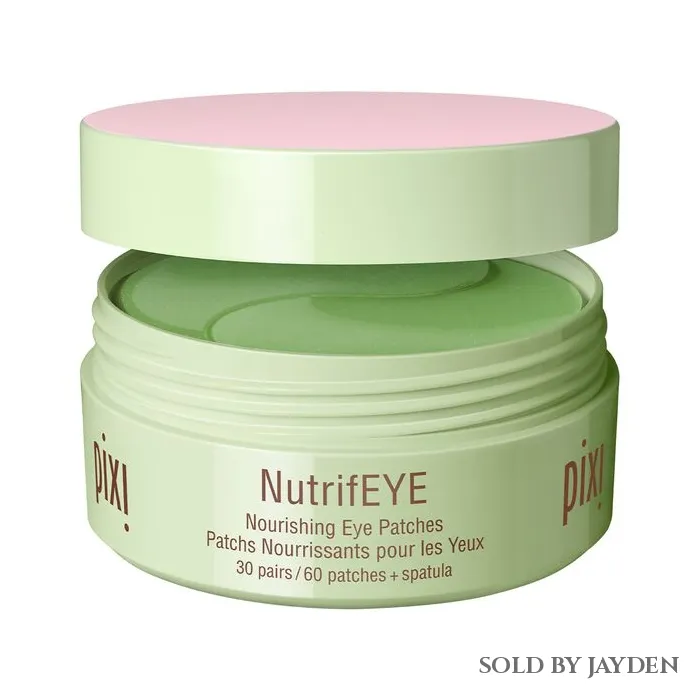 pixi
NutrifEYE
pixi
Nourishing Eye Patches
Patchs Nourrissants pour les Yeux
30 pairs/60 patches + spatula
SOLD BY JAYDEN